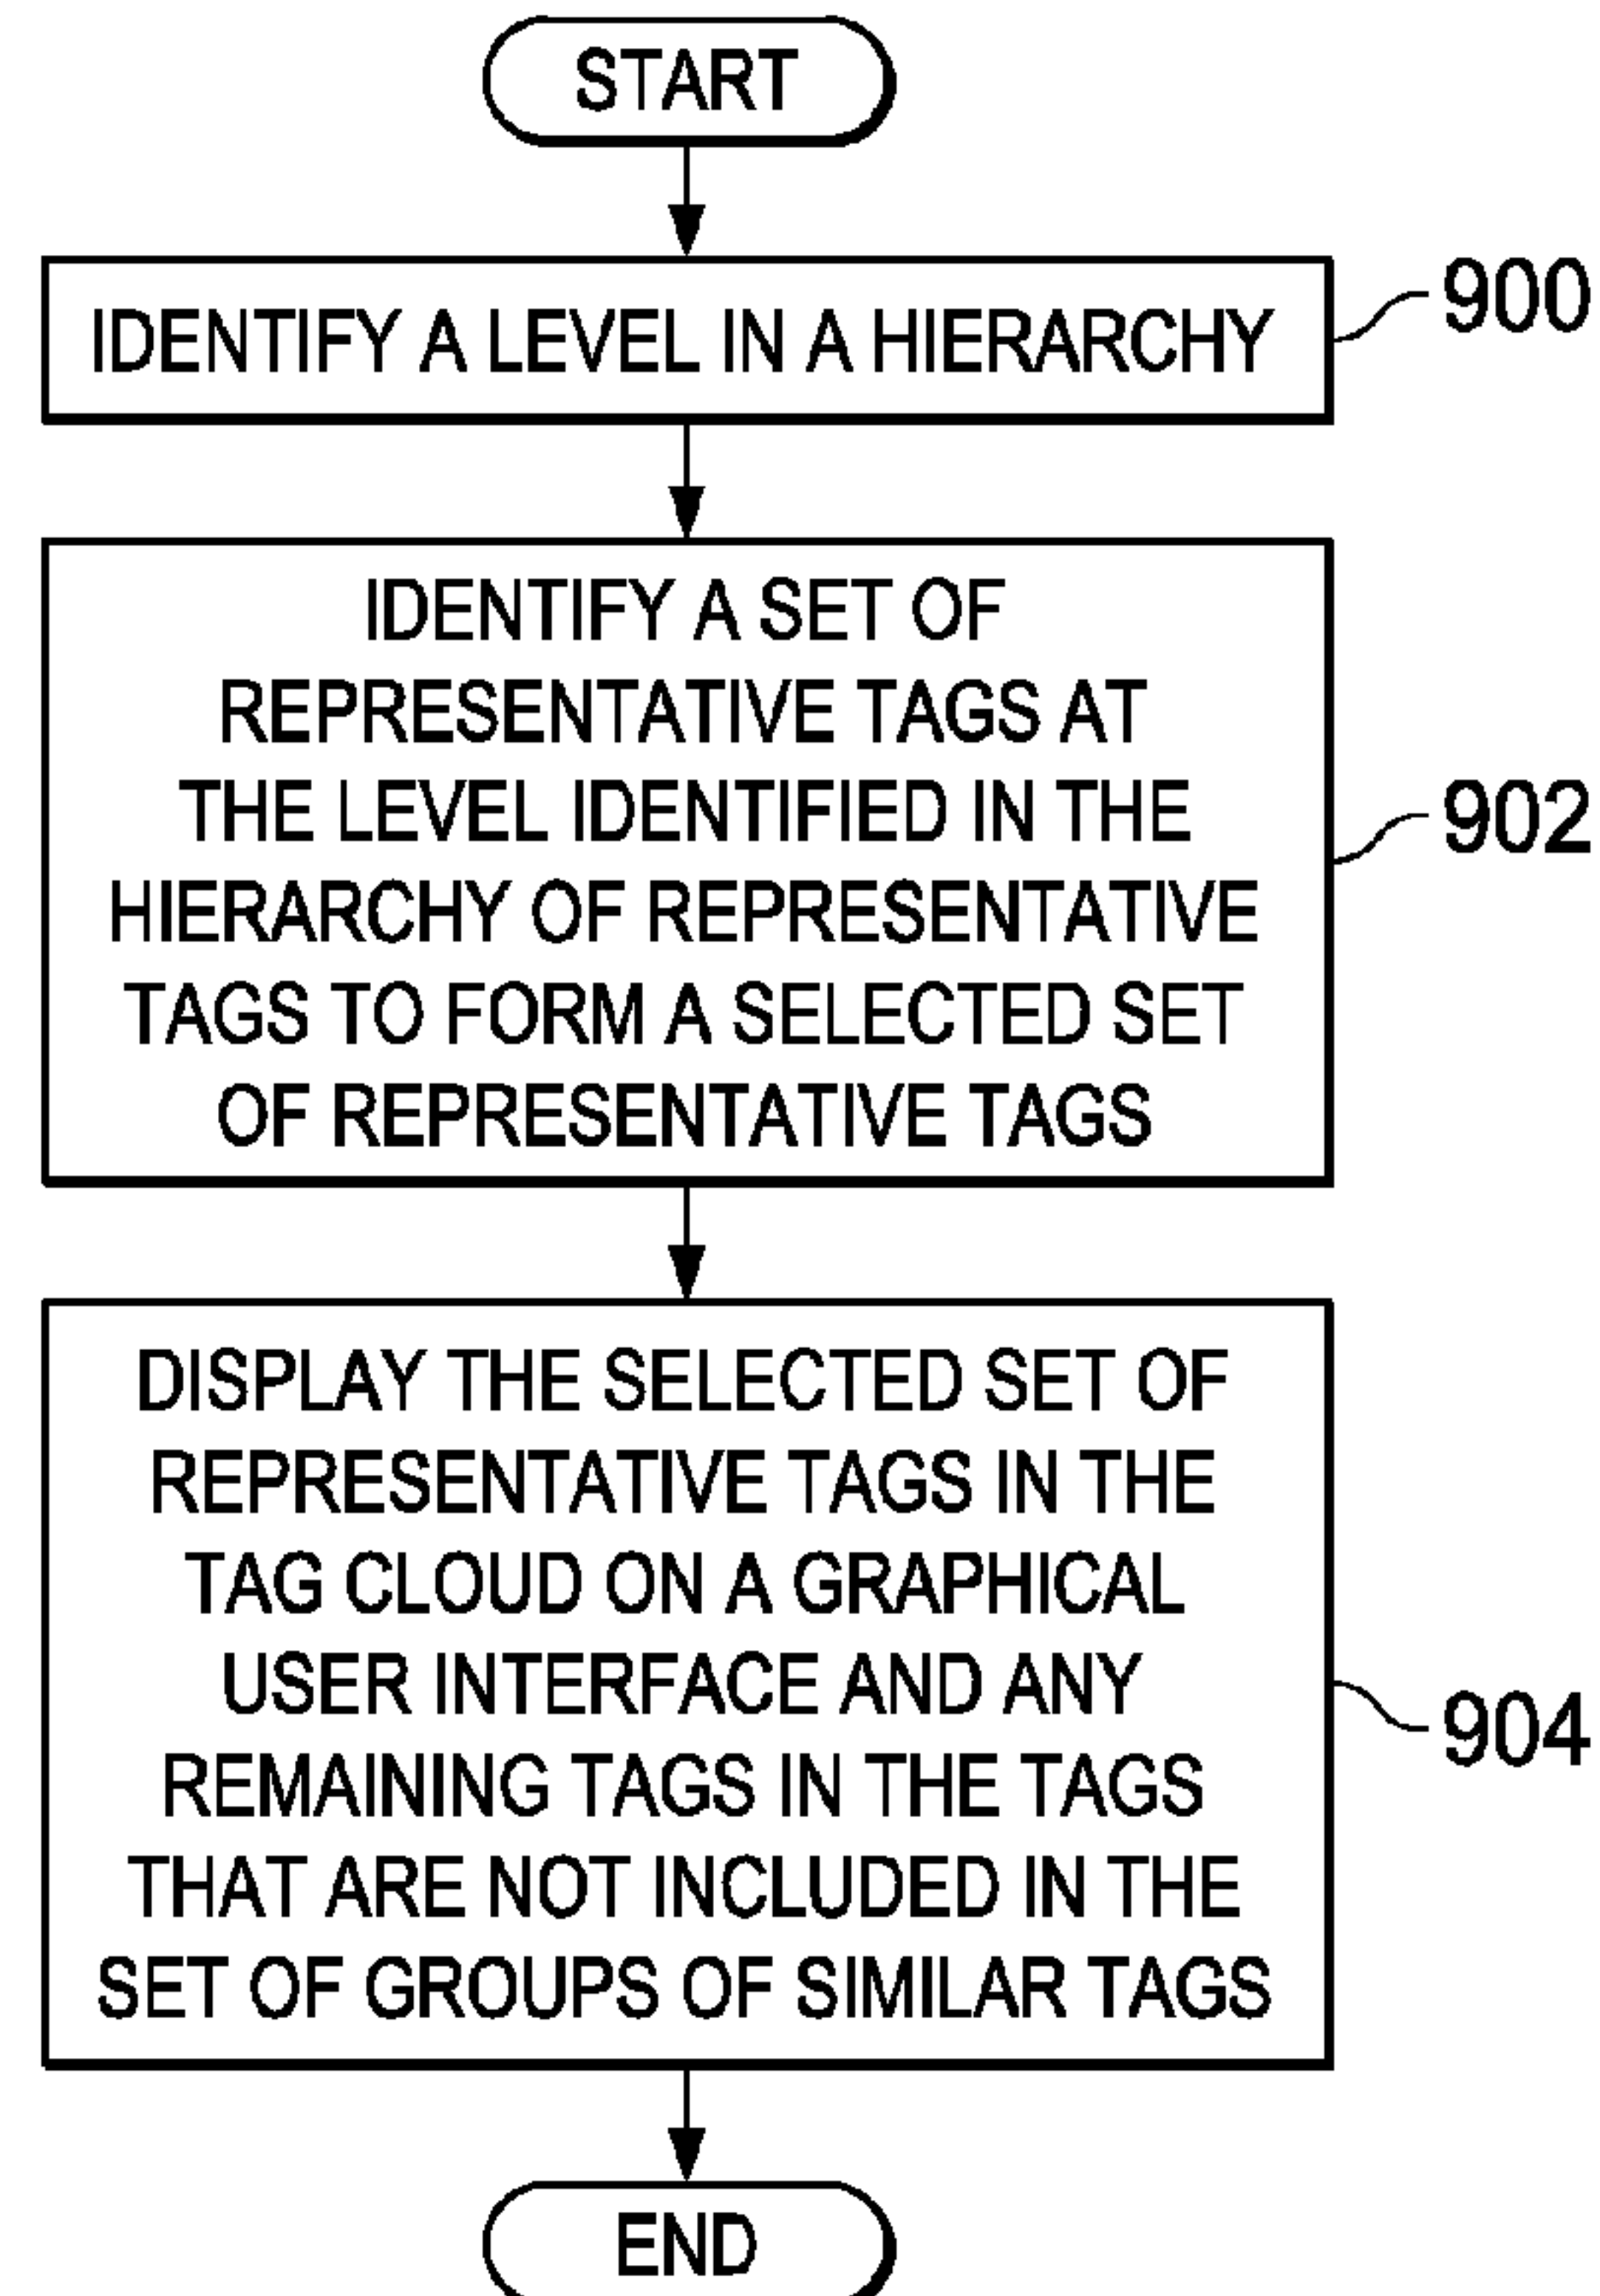 START
IDENTIFY A LEVEL IN A HIERARCHY
900
IDENTIFY A SET OF
REPRESENTATIVE TAGS AT
THE LEVEL IDENTIFIED IN THE
HIERARCHY OF REPRESENTATIVE
TAGS TO FORM A SELECTED SET
OF REPRESENTATIVE TAGS
902
DISPLAY THE SELECTED SET OF
REPRESENTATIVE TAGS IN THE
TAG CLOUD ON A GRAPHICAL
USER INTERFACE AND ANY
REMAINING TAGS IN THE TAGS
THAT ARE NOT INCLUDED IN THE
SET OF GROUPS OF SIMILAR TAGS
904
END